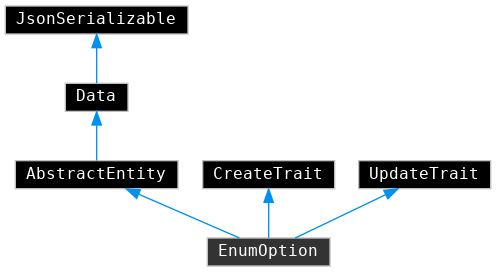 JsonSerializable
Data
AbstractEntity
CreateTrait
UpdateTrait
EnumOption